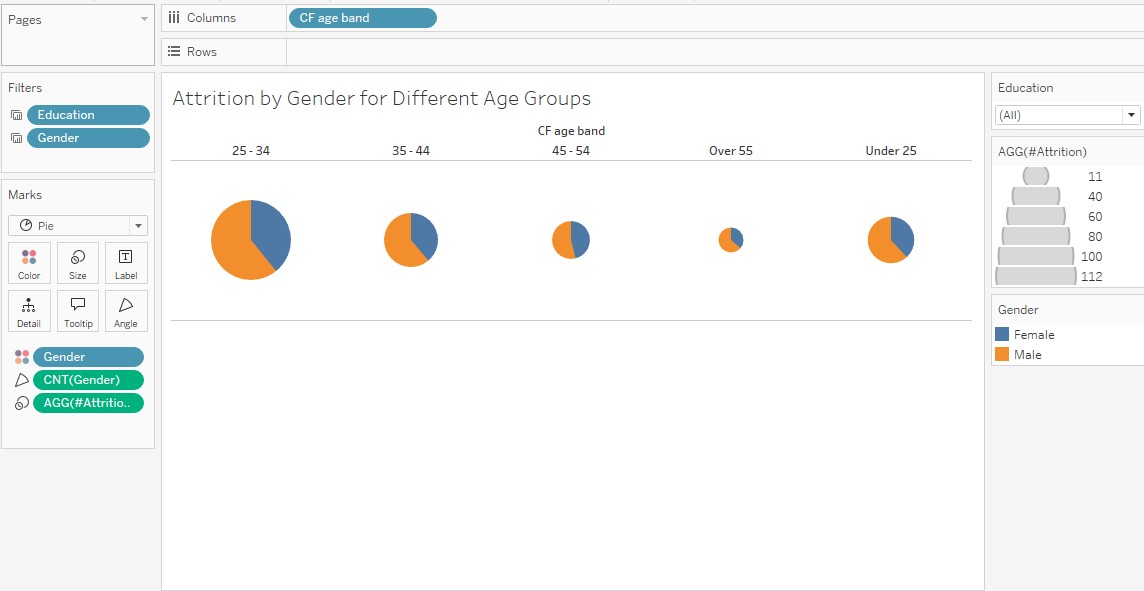 Pages
Columns
CF age band
Rows
Filters
Education
Gender
Marks
Pie
Color
Size
Label
Detail
Tooltip
Angle
Gender
CNT(Gender)
AGG(#Attritio..
Attrition by Gender for Different Age Groups
CF age band
25 - 34
35 - 44
45 - 54
Over 55
Under 25
Education
(All)
AGG(#Attrition)
11
40
60
80
100
112
Gender
Female
Male